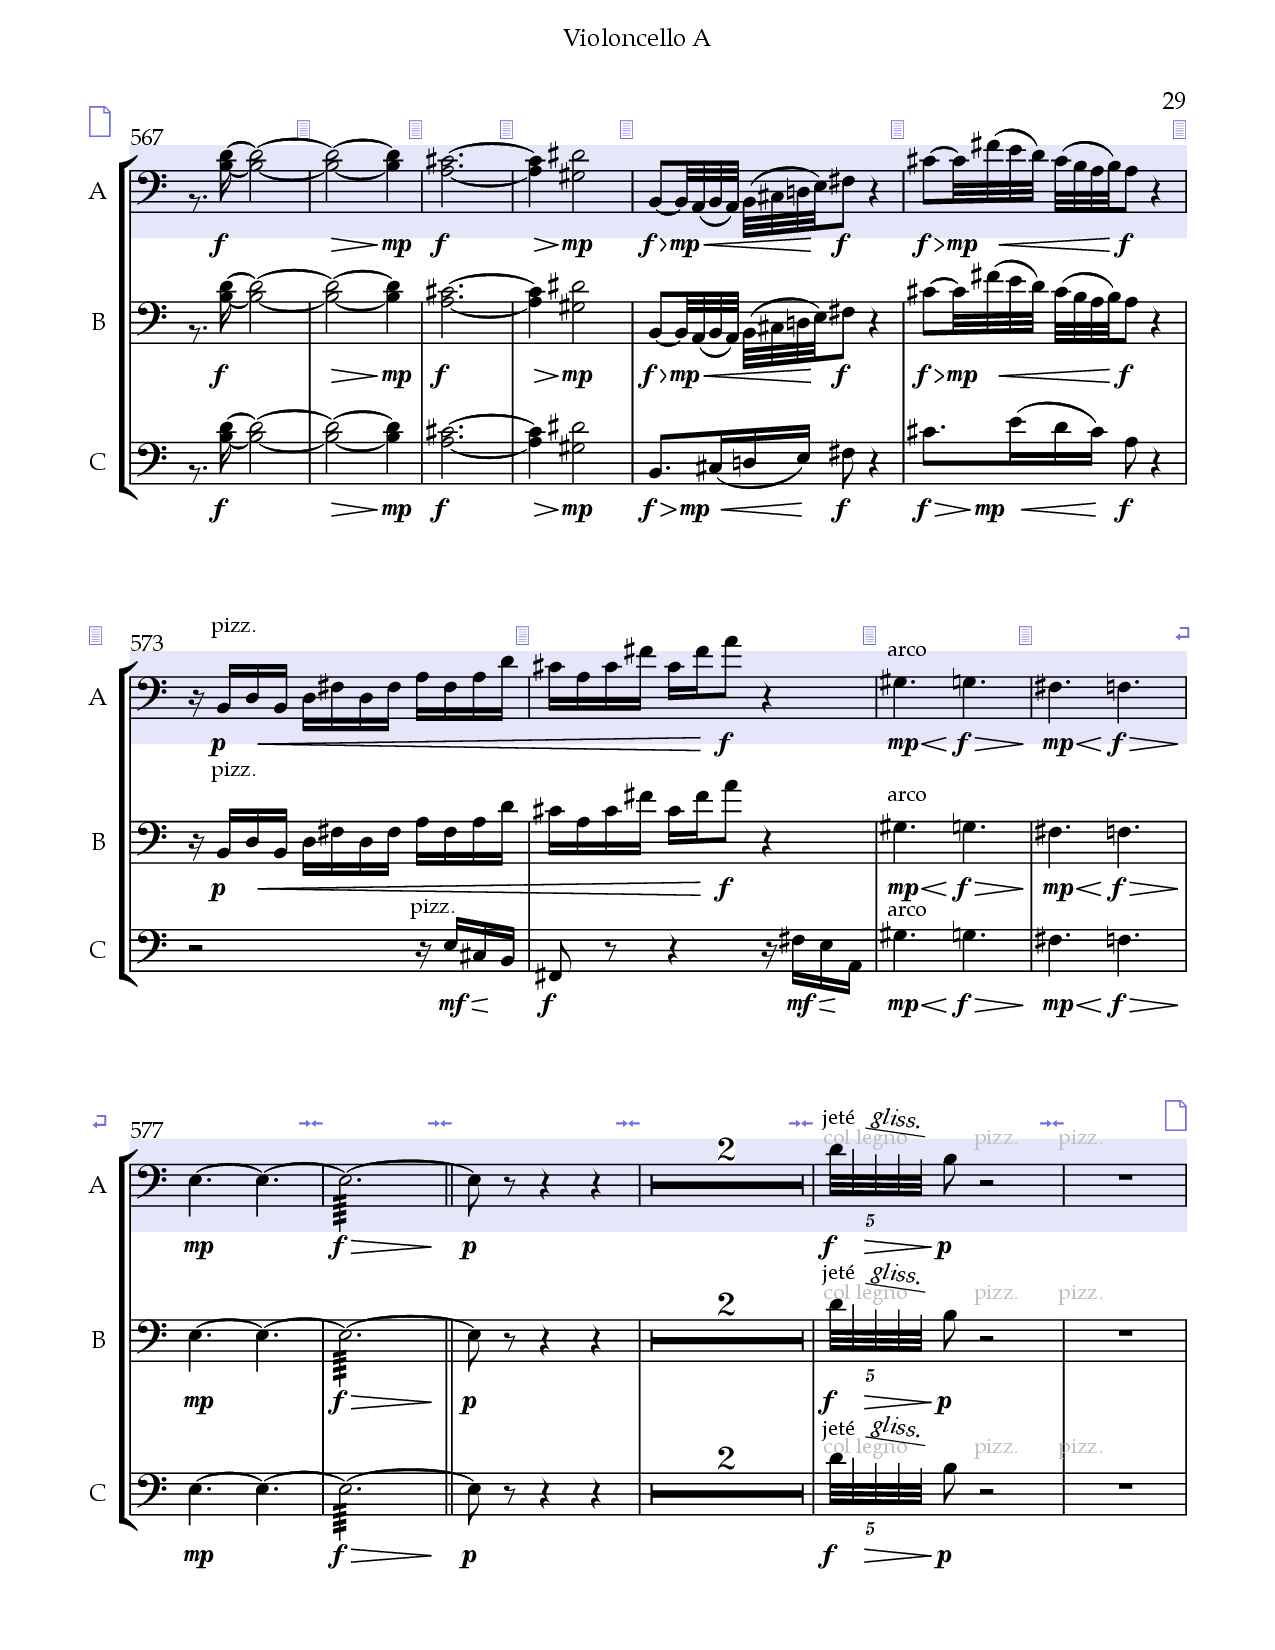 Violoncello A
29
567
A
f mp f mp f mp f f mp f
B
f mp f mp f mp f f mp f
C
f mp f mp f mp f f mp f
573
pizz.
arco
A
p f mp f mp f
pizz.
arco
B
p f mp f mp f
pizz.
arco
C
mf f mf mp f mp f
577
jeté gliss.
col legno pizz. pizz.
2
A
5
mp f p f p
jeté gliss.
col legno pizz. pizz.
2
B
5
mp f p f p
jeté gliss.
col legno pizz. pizz.
2
C
5
mp f p f p